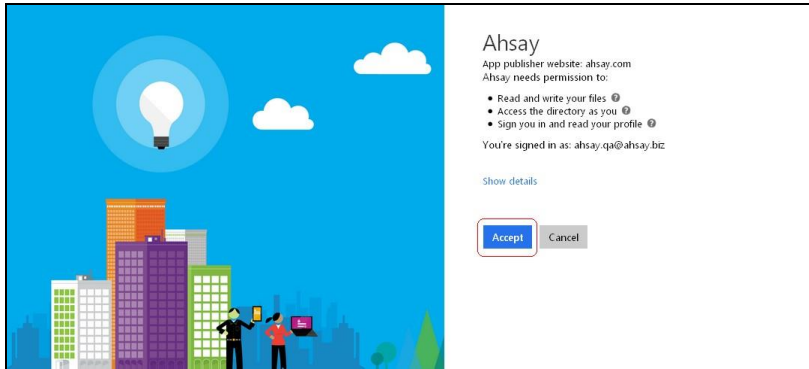 Ahsay
App publisher website: ahsay.com
Ahsay needs permission to:
Read and write your files
Access the directory as you
Sign you in and read your profile
You're signed in as: ahsay.qa@ahsay.biz
Show details
Accept Cancel